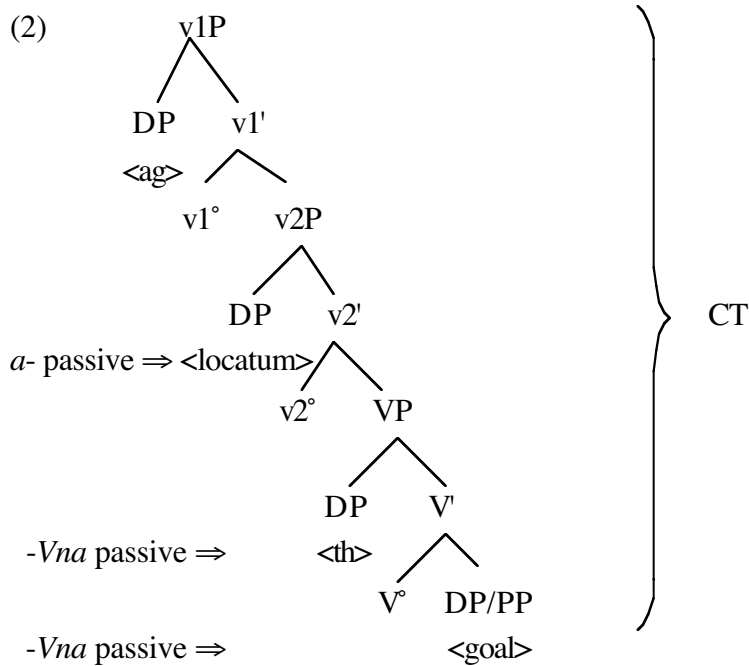 (2) v1P
DP v1'
<ag>
v1° v2P
DP v2'
CT
a- passive ⇒ <locatum>
v2° VP
DP V'
-Vna passive ⇒ <th>
V° DP/PP
-Vna passive ⇒ <goal>